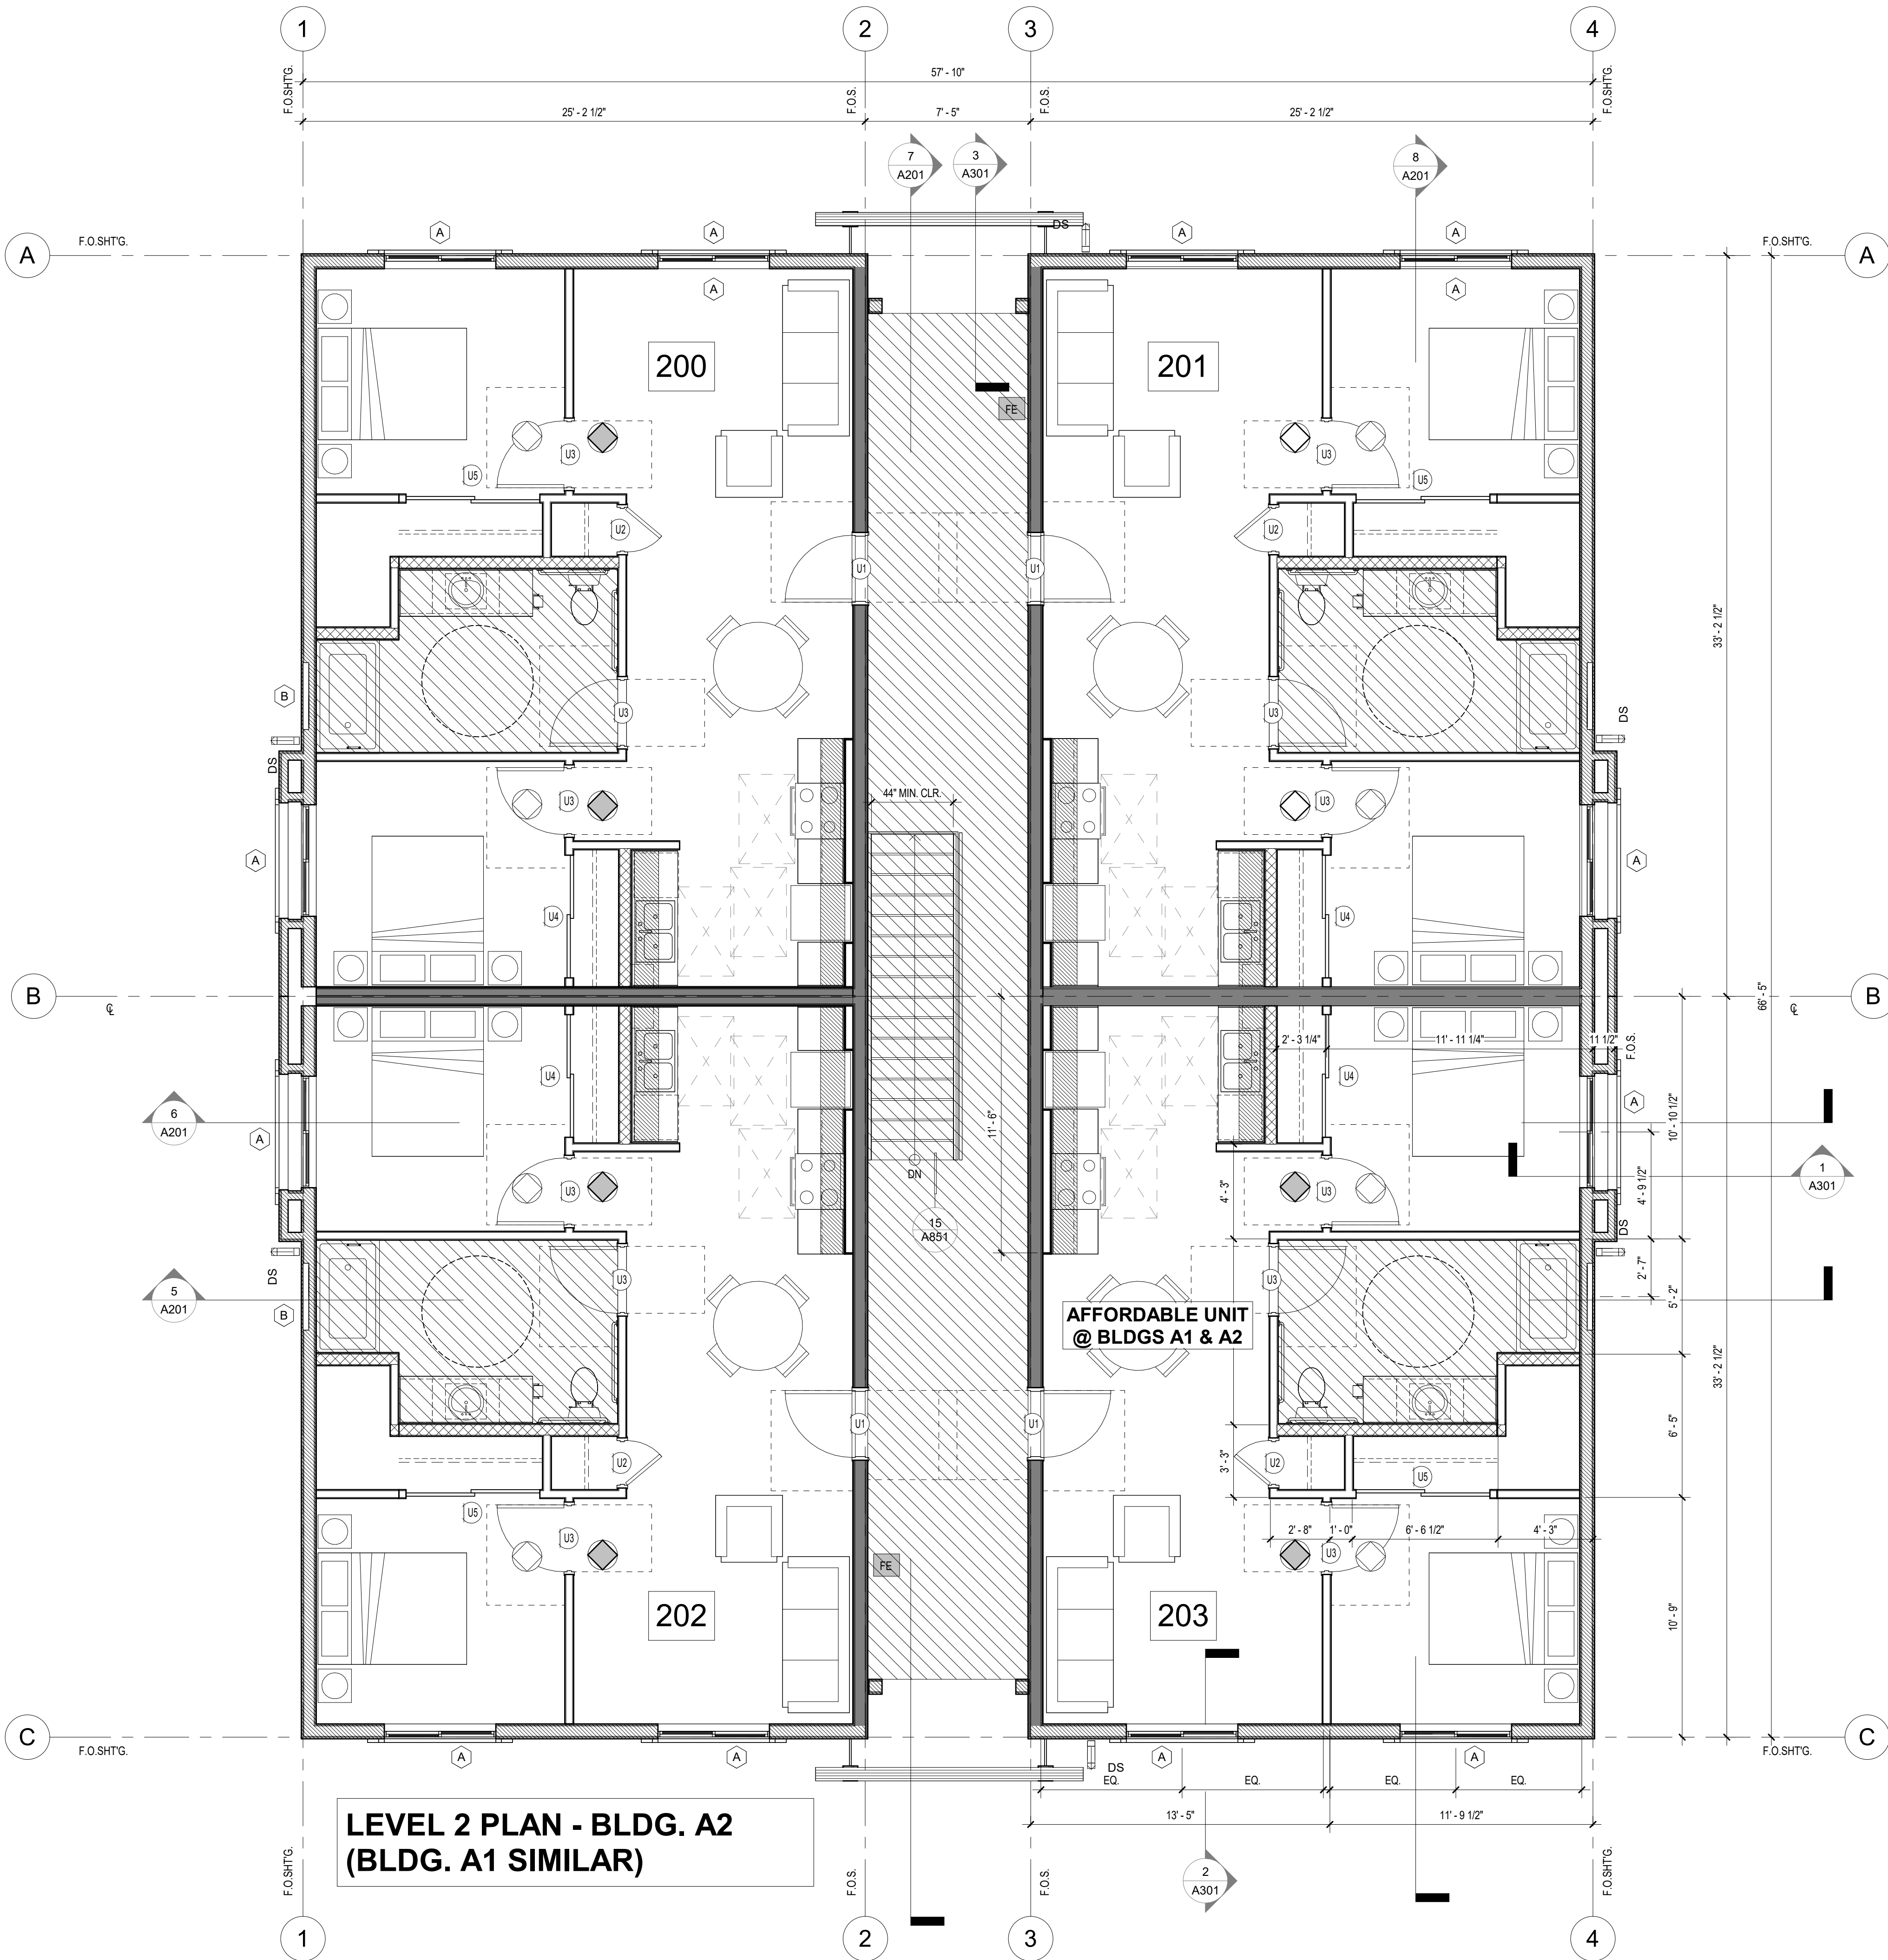 1 2 3 4
F.O.SHT'G. F.O.S. F.O.S. F.O.SHT'G.
57' - 10"
25' - 2 1/2" 7' - 5" 25' - 2 1/2"
7
A201
3
A301
8
A201
DS
A F.O.SHT'G. F.O.SHT'G. A
A A A A
A A
200 201
FE
U3 U3
U5 U5
U2 U2
U1 U1
33' - 2 1/2"
B
U3 U3
DS DS
44" MIN. CLR.
U3 U3
A A
U4 U4
B ℄ 66' - 5" ℄ B
2' - 3 1/4" 11' - 11 1/4" 11 1/2" F.O.S.
U4 U4
A
6
A201
A
10' - 10 1/2"
11' - 6"
4' - 9 1/2"
1
A301
DN
U3 U3
4' - 3"
15
A851
DS DS
U3 U3
2' - 7"
5' - 2"
5
A201
B
AFFORDABLE UNIT
@ BLDGS A1 & A2
33' - 2 1/2"
U1 U1
6' - 5"
U2 U2
3' - 3"
U5 U5
2' - 8" 1' - 0" 6' - 6 1/2" 4' - 3"
U3 U3
FE
202 203
10' - 9"
C F.O.SHT'G. F.O.SHT'G. C
A A A A
DS
EQ. EQ. EQ. EQ.
13' - 5" 11' - 9 1/2"
LEVEL 2 PLAN - BLDG. A2
(BLDG. A1 SIMILAR)
F.O.SHT'G. F.O.S. F.O.S. F.O.SHT'G.
2
A301
1 2 3 4